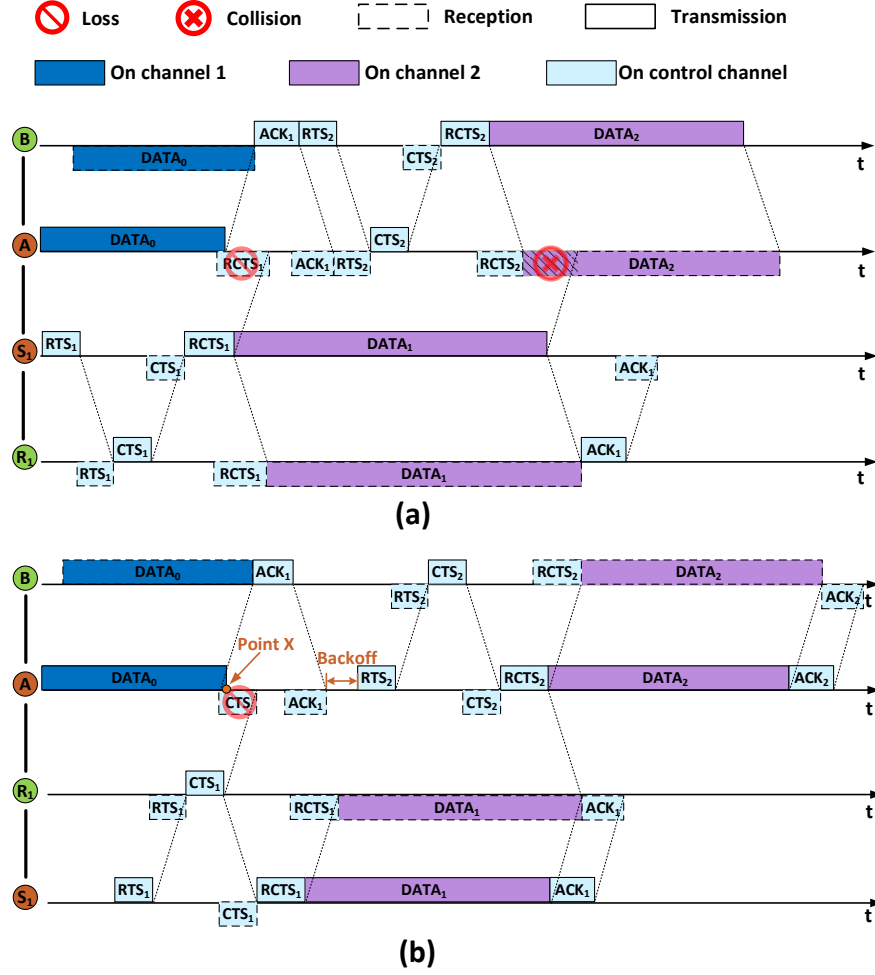 Loss Collision Reception Transmission
On channel 1 On channel 2 On control channel
B ACK₁ RTS₂ RCTS₂ DATA₂
DATA₀ CTS₂ t
A DATA₀ CTS₂
RCTS₁ ACK₁ RTS₂ RCTS₂ DATA₂ t
S₁ RTS₁ RCTS₁ DATA₁
CTS₁ ACK₁ t
R₁ CTS₁ ACK₁
RTS₁ RCTS₁ DATA₁ t
(a)
B DATA₀ ACK₁ CTS₂ RCTS₂ DATA₂
RTS₂ ACK₂ t
Point X
Backoff
A DATA₀ RTS₂ RCTS₂ DATA₂ ACK₂
CTS ACK₁ CTS₂ t
R₁ CTS₁
RTS₁ RCTS₁ DATA₁ ACK₁ t
S₁ RTS₁ RCTS₁ DATA₁ ACK₁
CTS₁ t
(b)